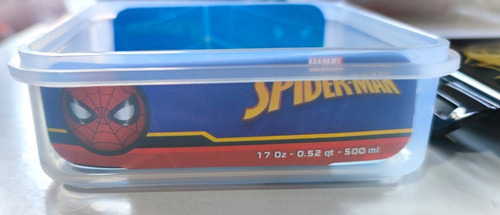 MARVEL
SPIDER-MAN
17 Oz - 0.52 qt - 500 ml